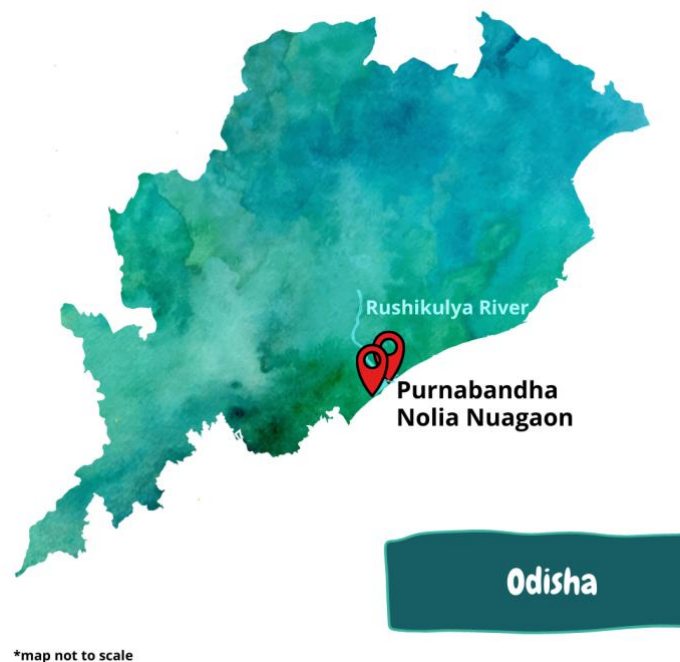 Rushikulya River
Purnabandha
Nolia Nuagaon
Odisha
*map not to scale